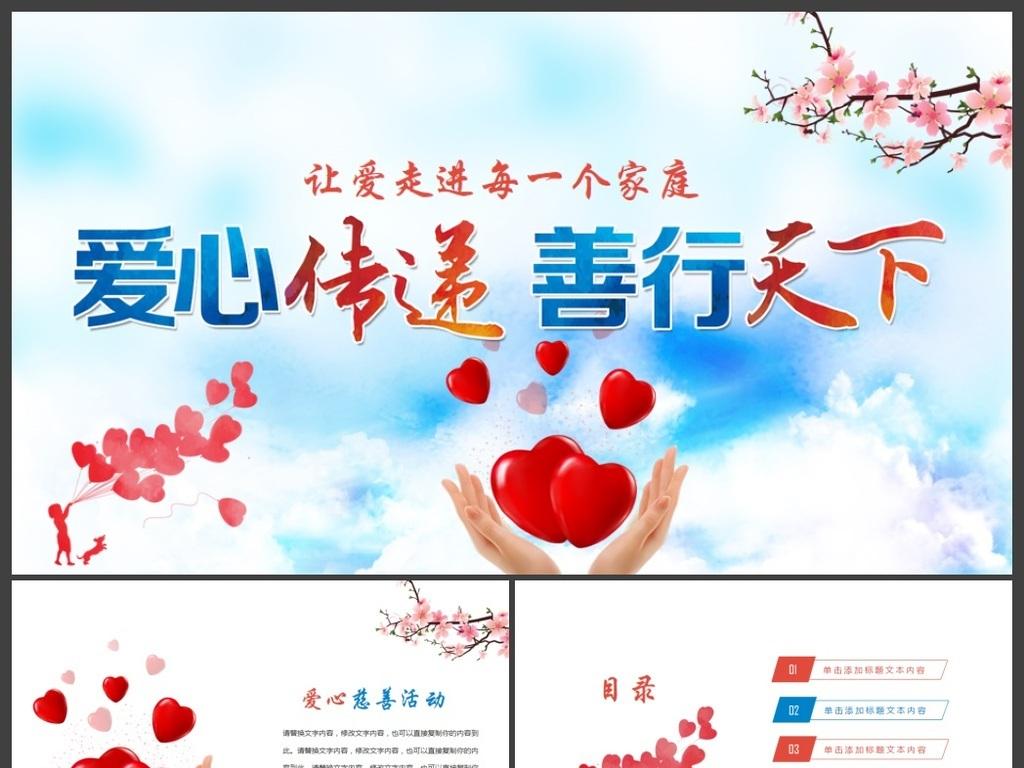 让爱走进每一个家庭
爱心传递 善行天下
爱心慈善活动
请替换文字内容，修改文字内容，也可以直接复制你的内容到
此。请替换文字内容，修改文字内容，也可以直接复制你的内
目录
01 单击添加标题文本内容
02 单击添加标题文本内容
03 单击添加标题文本内容